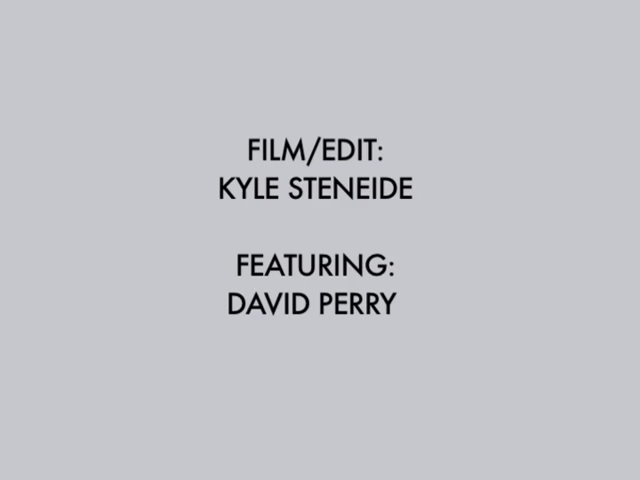 FILM/EDIT:
KYLE STENEIDE
FEATURING:
DAVID PERRY